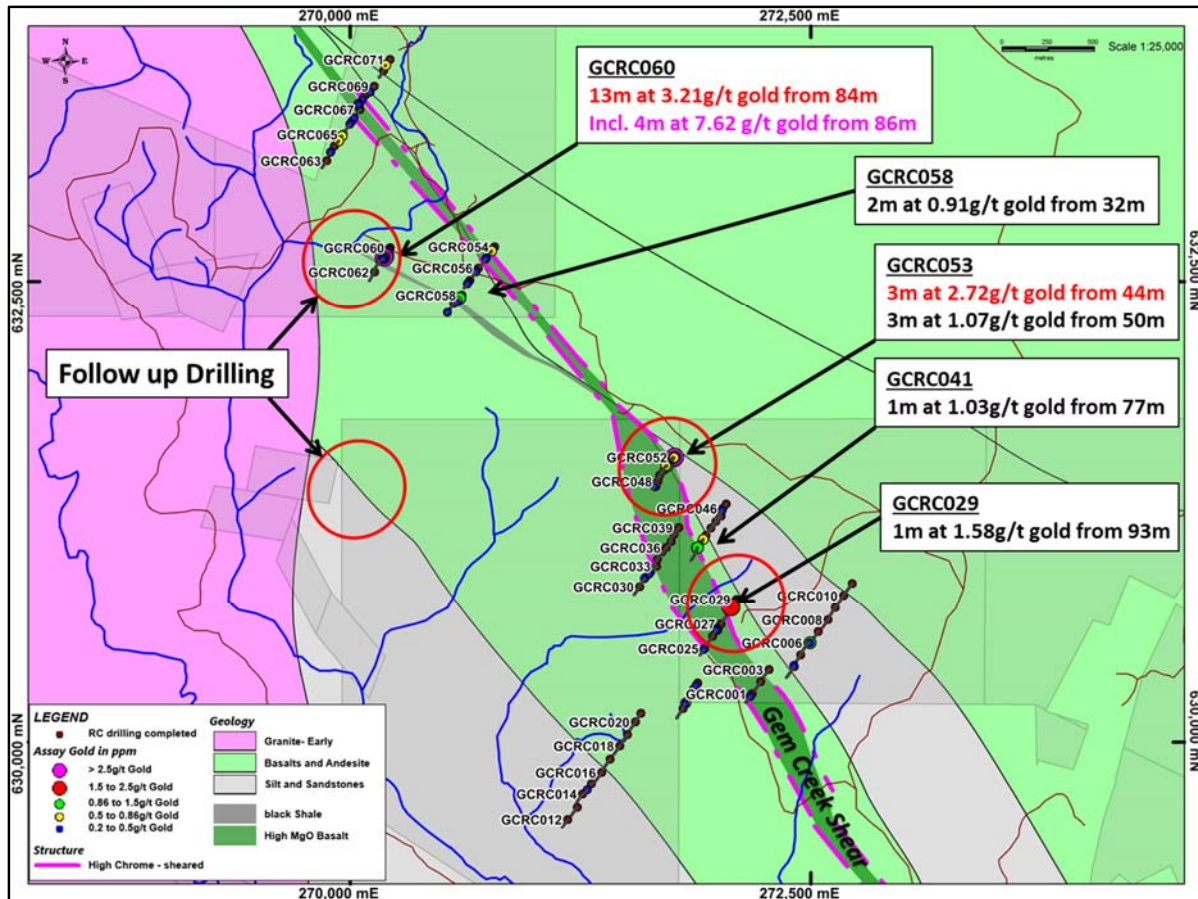 270,000 mE
272,500 mE
N
W E
S
0 250 500
metres
Scale 1:25,000
GCRC071
GCRC069
GCRC067
GCRC065
GCRC063
GCRC060
13m at 3.21g/t gold from 84m
Incl. 4m at 7.62 g/t gold from 86m
GCRC058
2m at 0.91g/t gold from 32m
GCRC060
GCRC062
GCRC054
GCRC056
GCRC058
632,500 mN
632,500 mN
GCRC053
3m at 2.72g/t gold from 44m
3m at 1.07g/t gold from 50m
Follow up Drilling
GCRC041
1m at 1.03g/t gold from 77m
GCRC052
GCRC048
GCRC029
1m at 1.58g/t gold from 93m
GCRC046
GCRC039
GCRC036
GCRC033
GCRC030
GCRC029
GCRC027
GCRC025
GCRC010
GCRC008
GCRC006
GCRC003
GCRC001
GCRC020
GCRC018
GCRC016
GCRC014
GCRC012
Gem Creek Shear
630,000 mN
630,000 mN
LEGEND
RC drilling completed
Assay Gold in ppm
> 2.5g/t Gold
1.5 to 2.5g/t Gold
0.86 to 1.5g/t Gold
0.5 to 0.86g/t Gold
0.2 to 0.5g/t Gold
Structure
High Chrome - sheared
Geology
Granite- Early
Basalts and Andesite
Silt and Sandstones
black Shale
High MgO Basalt
270,000 mE
272,500 mE